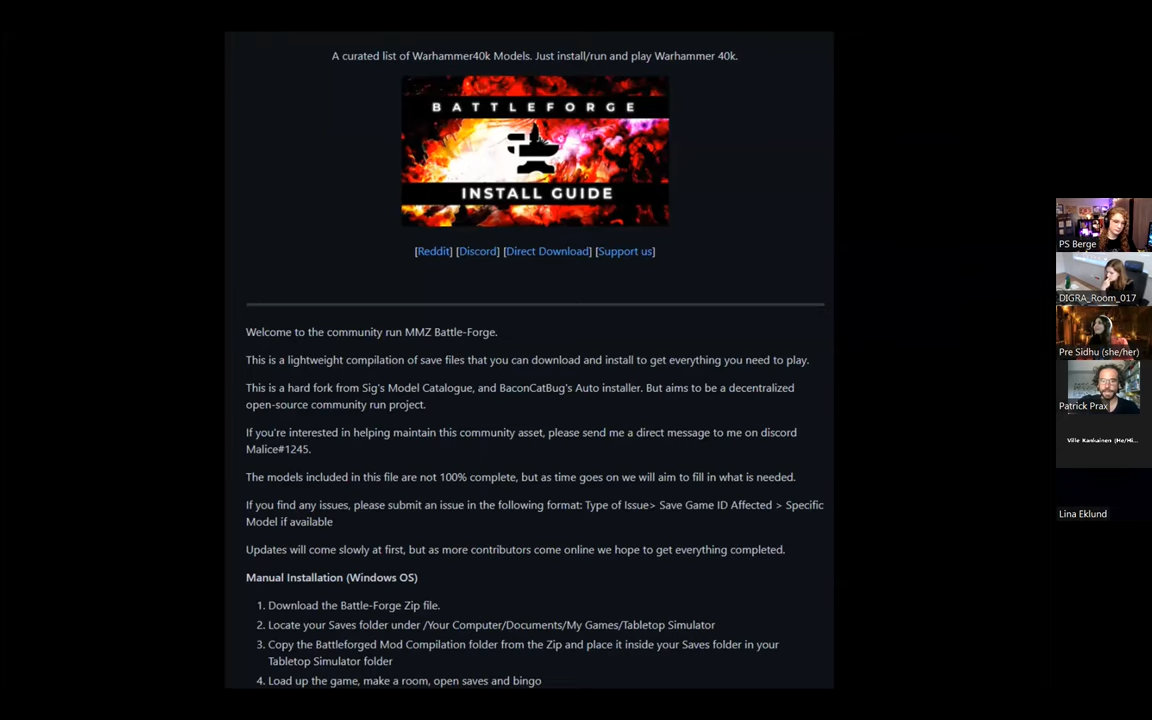 A curated list of Warhammer40k Models. Just install/run and play Warhammer 40k.
BATTLEFORGE
INSTALL GUIDE
[Reddit] [Discord] [Direct Download] [Support us]
Welcome to the community run MMZ Battle-Forge.
This is a lightweight compilation of save files that you can download and install to get everything you need to play.
This is a hard fork from Sig's Model Catalogue, and BaconCatBug's Auto installer. But aims to be a decentralized
open-source community run project.
If you're interested in helping maintain this community asset, please send me a direct message to me on discord
Malice#1245.
The models included in this file are not 100% complete, but as time goes on we will aim to fill in what is needed.
If you find any issues, please submit an issue in the following format: Type of Issue> Save Game ID Affected > Specific
Model if available
Updates will come slowly at first, but as more contributors come online we hope to get everything completed.
Manual Installation (Windows OS)
1. Download the Battle-Forge Zip file.
2. Locate your Saves folder under /Your Computer/Documents/My Games/Tabletop Simulator
3. Copy the Battleforged Mod Compilation folder from the Zip and place it inside your Saves folder in your
Tabletop Simulator folder
4. Load up the game, make a room, open saves and bingo
PS Berge
DIGRA_Room_017
Pre Sidhu (she/her)
Patrick Prax
Ville Kankainen (He/Hi...
Lina Eklund